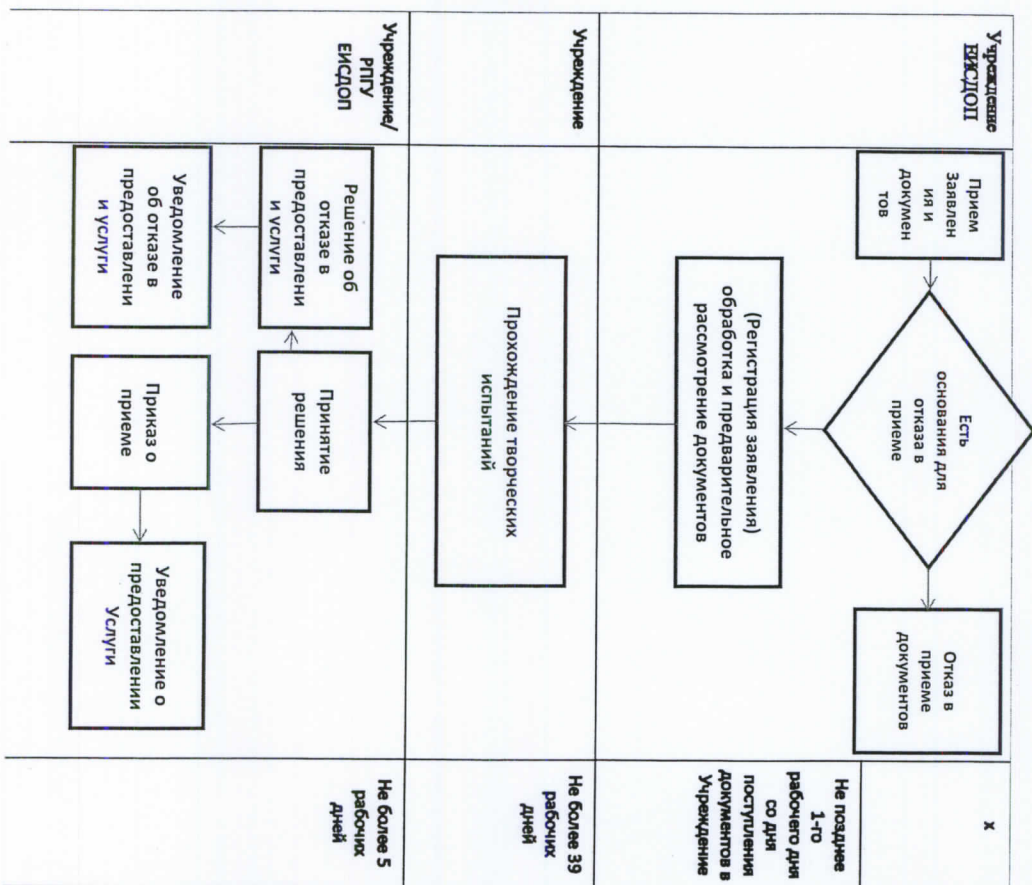 Учреждение
ЕИСДОП
Прием
Заявлен
ия и
докумен
тов
Есть
основания для
отказа в
приеме
Отказ в
приеме
документов
х
(Регистрация заявления)
обработка и предварительное
рассмотрение документов
Не позднее
1-го
рабочего дня
со дня
поступления
документов в
Учреждение
Учреждение
Прохождение творческих
испытаний
Не более 39
рабочих
дней
Учреждение/
РПГУ
ЕИСДОП
Решение об
отказе в
предоставлени
и услуги
Принятие
решения
Уведомление
об отказе в
предоставлени
и услуги
Приказ о
приеме
Уведомление о
предоставлении
Услуги
Не более 5
рабочих
дней